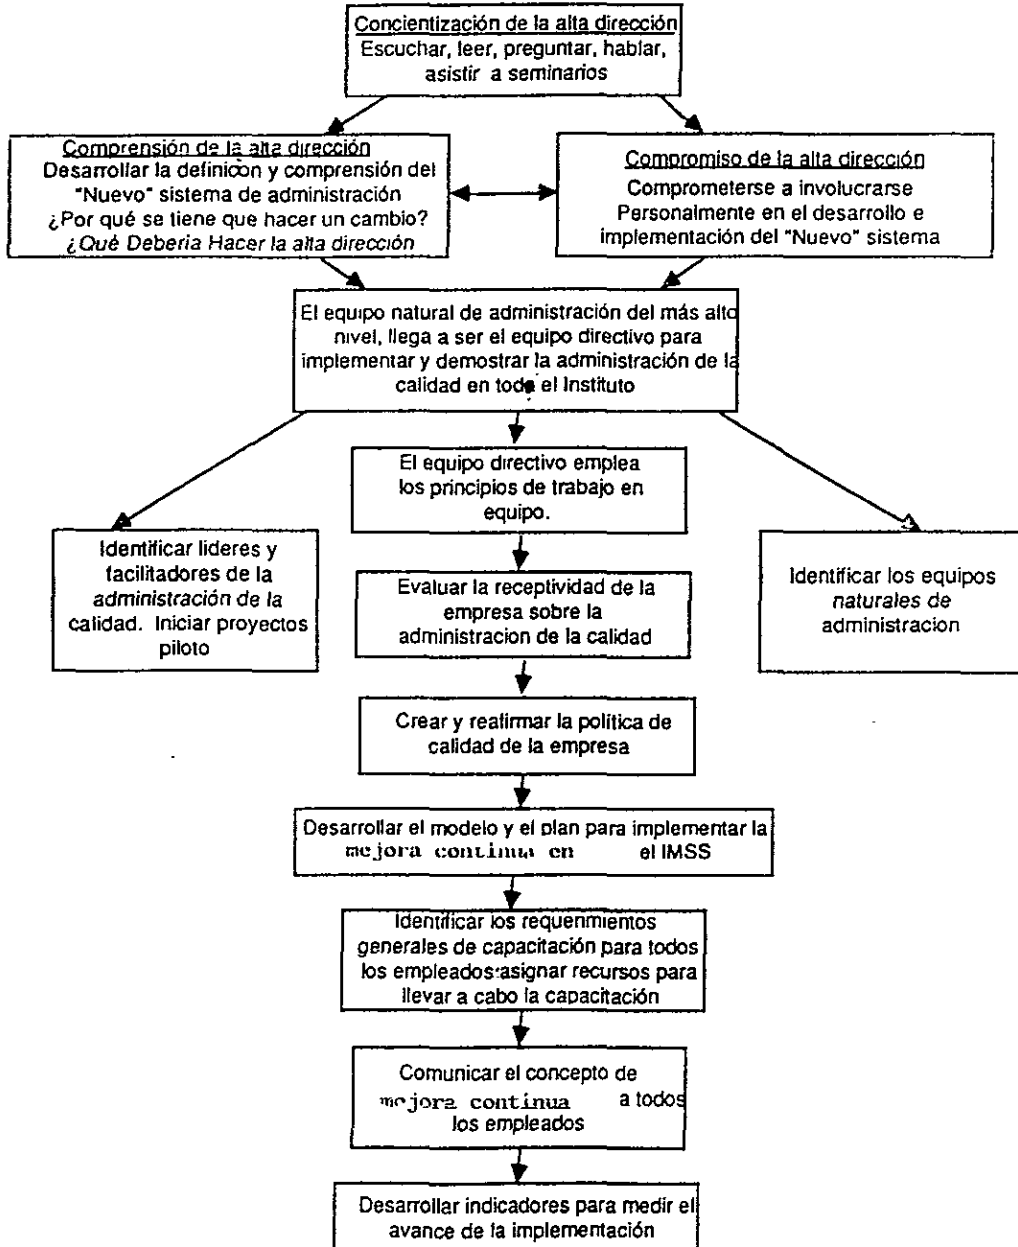 Concientización de la alta dirección
Escuchar, leer, preguntar, hablar,
asistir a seminarios
Comprensión de la alta dirección
Desarrollar la definicion y comprensión del
"Nuevo" sistema de administración
¿Por qué se tiene que hacer un cambio?
¿Qué Deberia Hacer la alta dirección
Compromiso de la alta dirección
Comprometerse a involucrarse
Personalmente en el desarrollo e
implementación del "Nuevo" sistema
El equipo natural de administración del más alto
nivel, llega a ser el equipo directivo para
implementar y demostrar la administración de la
calidad en todo el Instituto
El equipo directivo emplea
los principios de trabajo en
equipo.
Identificar lideres y
facilitadores de la
administración de la
calidad. Iniciar proyectos
piloto
Evaluar la receptividad de la
empresa sobre la
administracion de la calidad
Identificar los equipos
naturales de
administracion
Crear y reafirmar la política de
calidad de la empresa
Desarrollar el modelo y el plan para implementar la
mejora continua en el IMSS
Identificar los requerimientos
generales de capacitación para todos
los empleados:asignar recursos para
llevar a cabo la capacitación
Comunicar el concepto de
mejora continua a todos
los empleados
Desarrollar indicadores para medir el
avance de la implementación